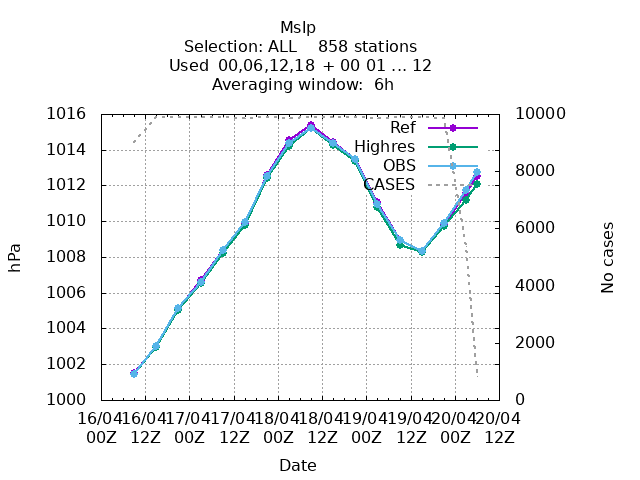 Mslp
Selection: ALL    858 stations
Used 00,06,12,18 + 00 01 ... 12
Averaging window: 6h
1016
1014
1012
1010
1008
1006
1004
1002
1000
hPa
Ref
Highres
OBS
CASES
10000
8000
6000
4000
2000
0
No cases
16/04 16/04 17/04 17/04 18/04 18/04 19/04 19/04 20/04 20/04
00Z 12Z 00Z 12Z 00Z 12Z 00Z 12Z 00Z 12Z
Date